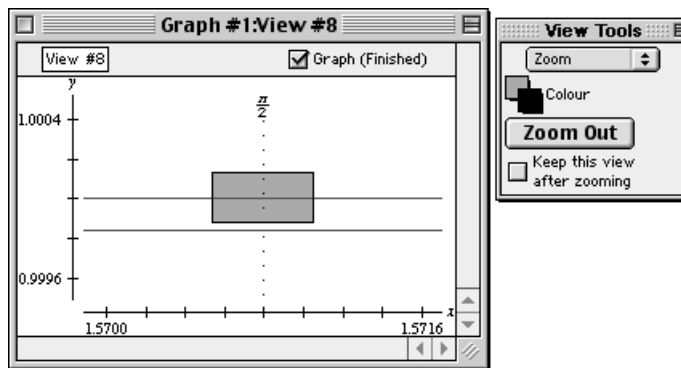 Graph #1:View #8
View #8
Graph (Finished)
y
π
2
1.0004
0.9996
1.5700
1.5716
x
View Tools
Zoom
Colour
Zoom Out
Keep this view
after zooming